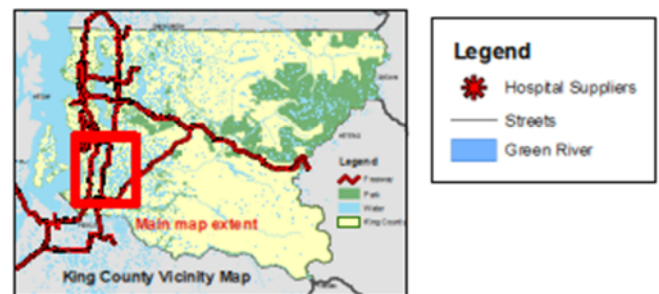 Legend
Freeway
Park
Water
King County
Main map extent
King County Vicinity Map
Legend
Hospital Suppliers
Streets
Green River